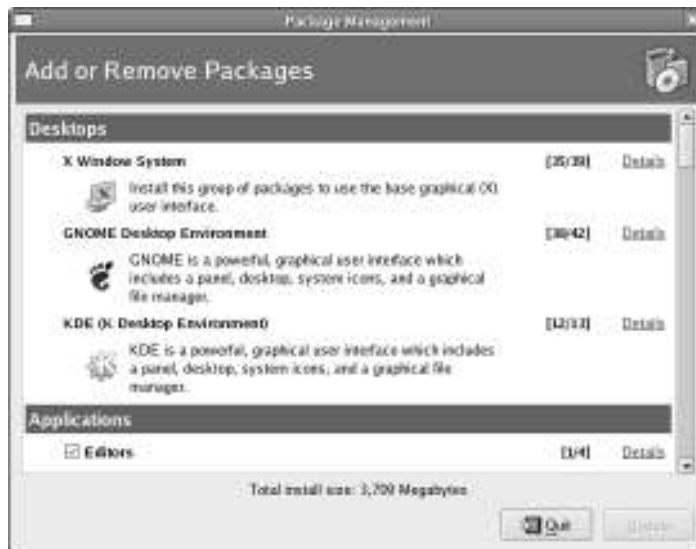 Package Management
Add or Remove Packages
Desktops
X Window System [35/39] Details
Install this group of packages to use the base graphical (X)
user interface.
GNOME Desktop Environment [38/42] Details
GNOME is a powerful, graphical user interface which
includes a panel, desktop, system icons, and a graphical
file manager.
KDE (K Desktop Environment) [12/13] Details
KDE is a powerful, graphical user interface which includes
a panel, desktop, system icons, and a graphical file
manager.
Applications
Editors [1/4] Details
Total install size: 3,799 Megabytes
Quit
Update